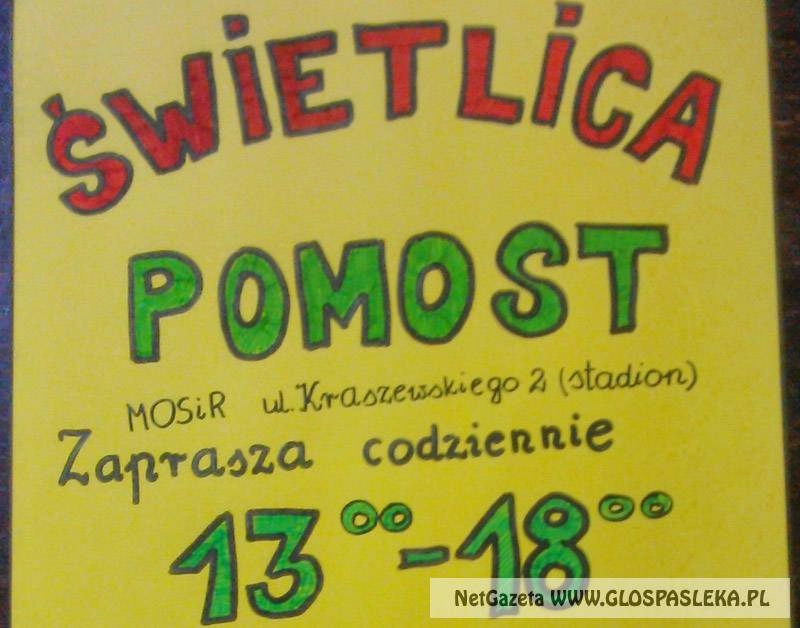 ŚWiETLiCA
POMOST
MOSiR ul. Kraszewskiego 2 (stadion)
Zaprasza codziennie
13⁰⁰-18⁰⁰
NetGazeta WWW.GLOSPASLEKA.PL